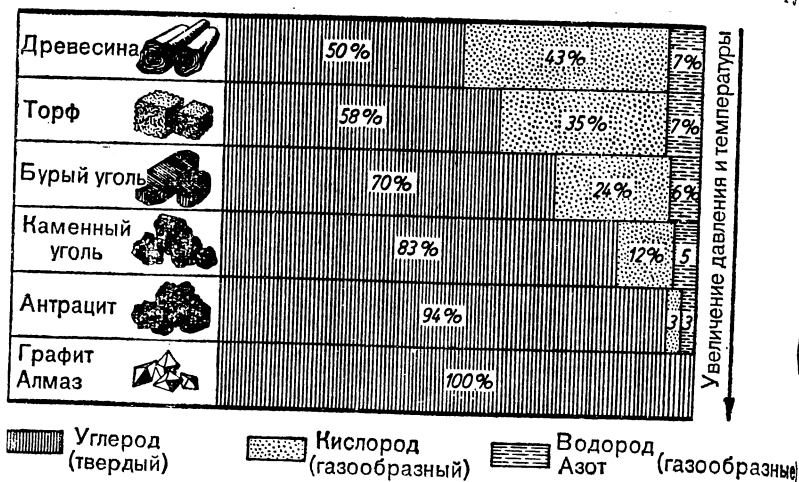 Древесина 50% 43% 7%
Торф 58% 35% 7%
Бурый уголь 70% 24% 6%
Каменный
уголь 83% 12% 5
Антрацит 94% 3 3
Графит
Алмаз 100%
Увеличение давления и температуры
Углерод
(твердый)
Кислород
(газообразный)
Водород
Азот (газообразные)